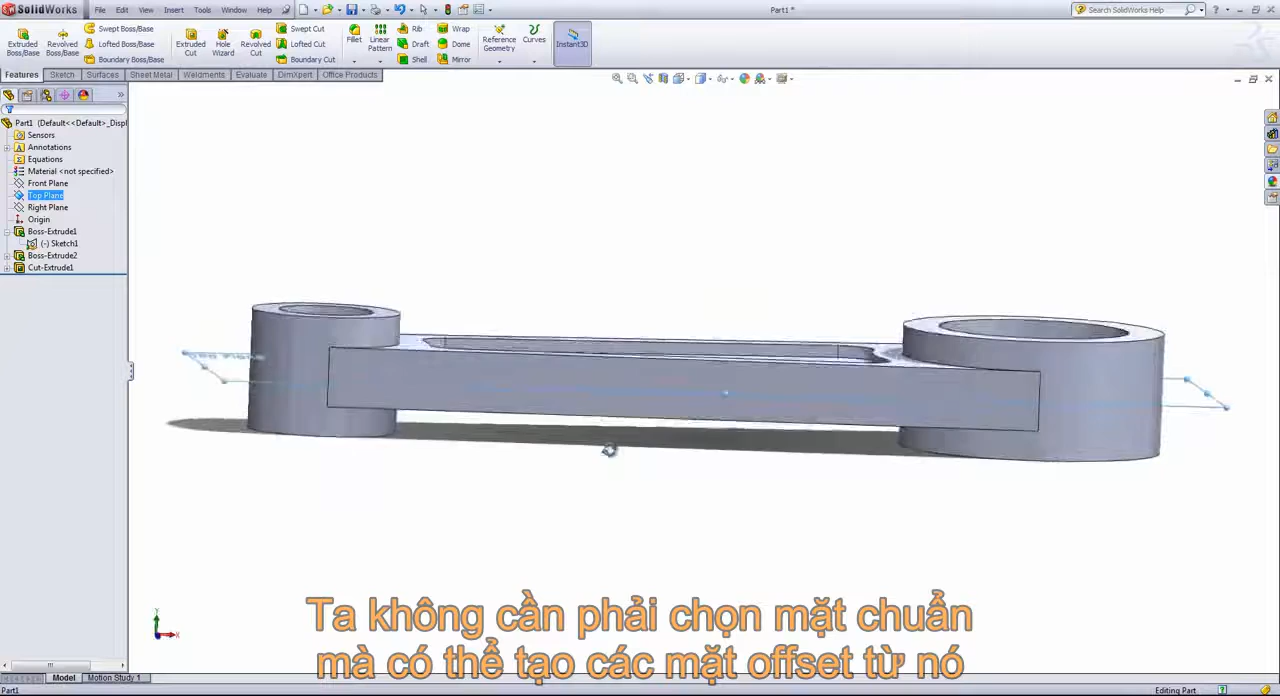 SolidWorks File Edit View Insert Tools Window Help Part1 * Search SolidWorks Help
Extruded Boss/Base Revolved Boss/Base Swept Boss/Base Lofted Boss/Base Boundary Boss/Base Extruded Cut Hole Wizard Revolved Cut Swept Cut Lofted Cut Boundary Cut Fillet Linear Pattern Rib Draft Shell Wrap Dome Mirror Reference Geometry Curves Instant3D
Features Sketch Surfaces Sheet Metal Weldments Evaluate DimXpert Office Products
Part1 (Default<<Default>_Displ
Sensors
Annotations
Equations
Material <not specified>
Front Plane
Top Plane
Right Plane
Origin
Boss-Extrude1
(-) Sketch1
Boss-Extrude2
Cut-Extrude1
Y
X
Ta không cần phải chọn mặt chuẩn
mà có thể tạo các mặt offset từ nó
Model Motion Study 1
Part1 Editing Part